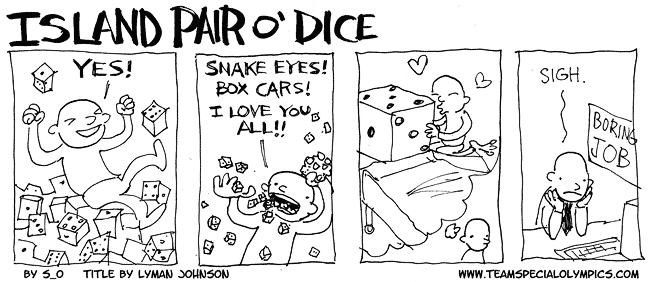 ISLAND PAIR O' DICE
YES!
SNAKE EYES!
BOX CARS!
I LOVE YOU
ALL!!
SIGH.
BORING
JOB
BY S_O TITLE BY LYMAN JOHNSON
WWW.TEAMSPECIALOLYMPICS.COM